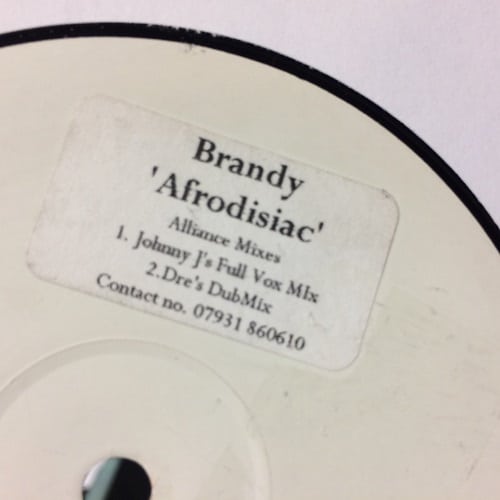 Brandy
'Afrodisiac'
Alliance Mixes
1. Johnny J's Full Vox MIx
2.Dre's DubMix
Contact no. 07931 860610